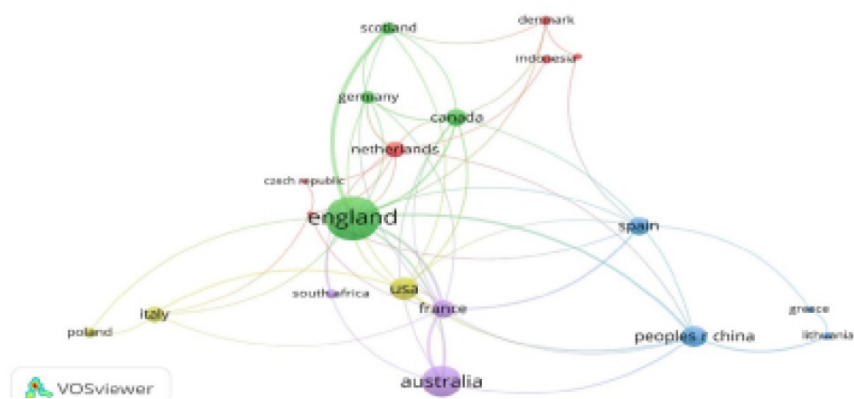 denmark
scotland
indonesia
germany
canada
netherlands
czech republic
england
spain
usa
south africa
france
greece
italy
poland
peoples r china
lithuania
australia
VOSviewer